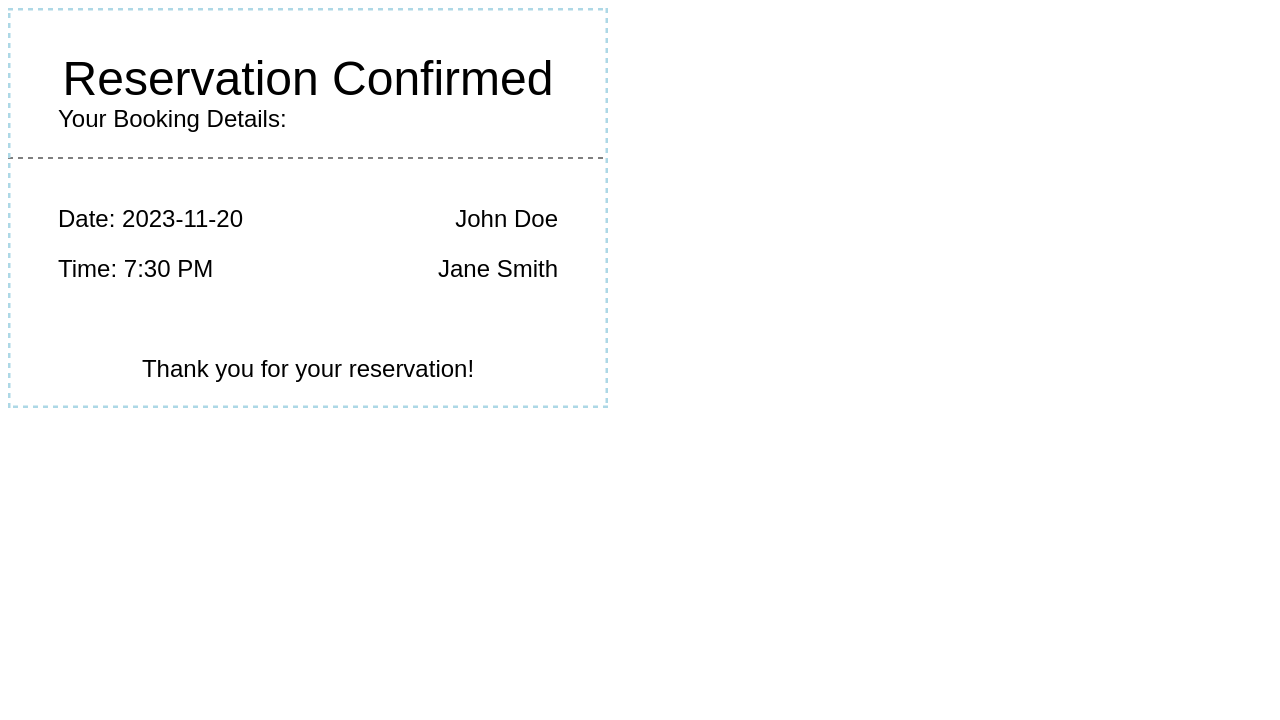 Reservation Confirmed
Your Booking Details:
Date: 2023-11-20 John Doe
Time: 7:30 PM Jane Smith
Thank you for your reservation!